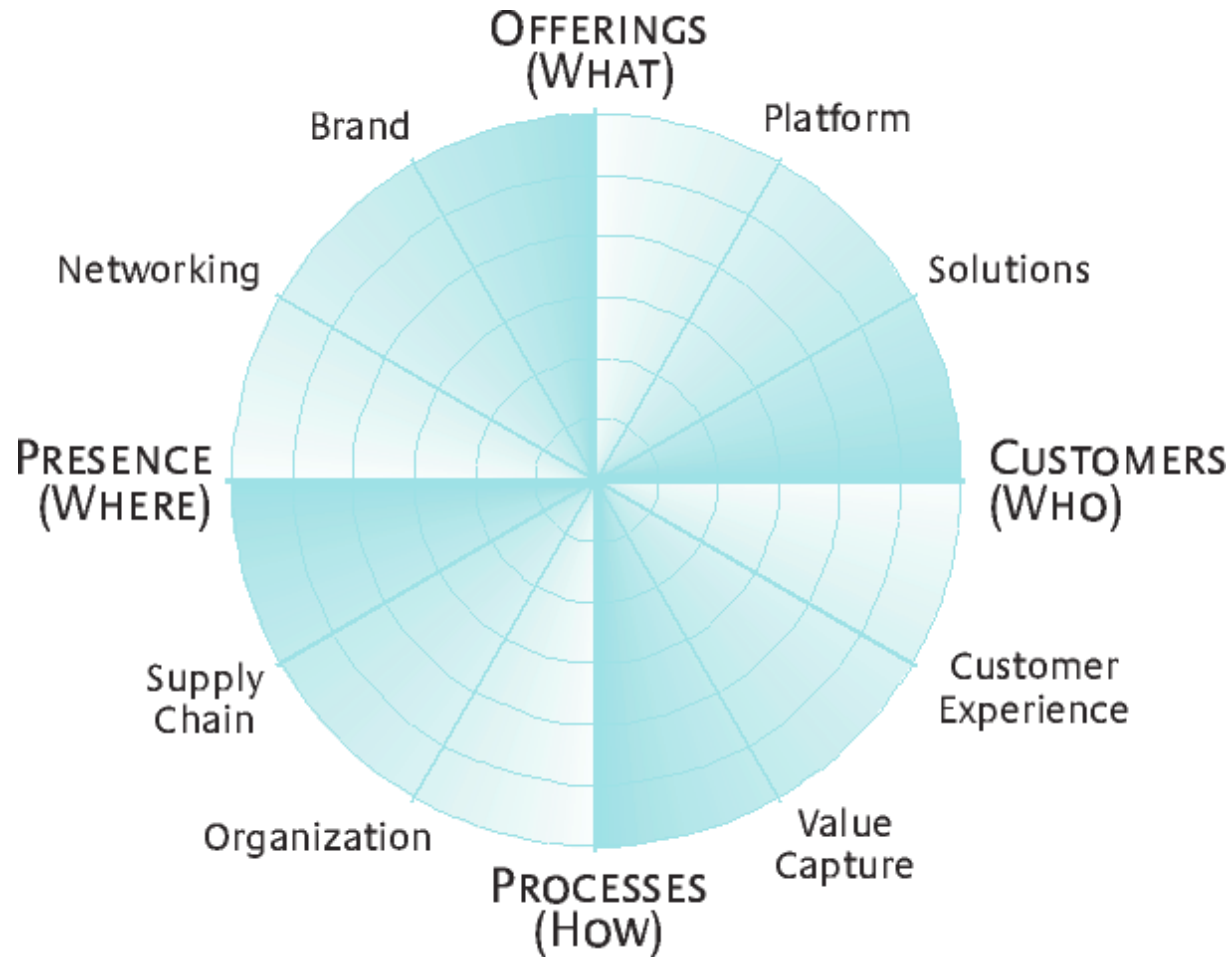 OFFERINGS
(WHAT)
Brand
Platform
Networking
Solutions
PRESENCE
(WHERE)
CUSTOMERS
(WHO)
Supply
Chain
Customer
Experience
Organization
Value
Capture
PROCESSES
(HOW)